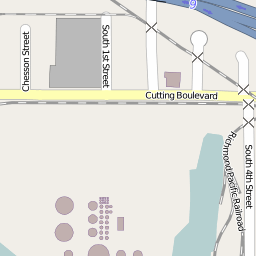 Chesson Street
South 1st Street
Cutting Boulevard
Richmond Pacific Railroad
South 4th Street